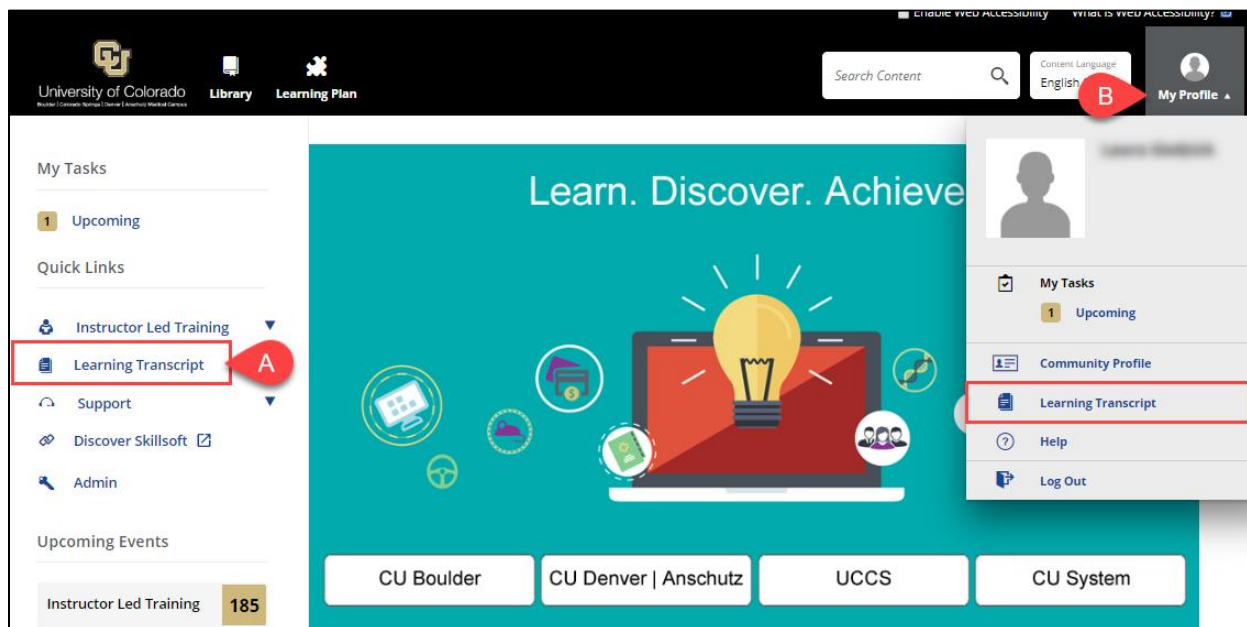 Enable Web Accessibility What is Web Accessibility?
CU
University of Colorado
Boulder | Colorado Springs | Denver | Anschutz Medical Campus
Library
Learning Plan
Search Content
Content Language
English
B
My Profile
My Tasks
1 Upcoming
Quick Links
Instructor Led Training
Learning Transcript
A
Support
Discover Skillsoft
Admin
Upcoming Events
Instructor Led Training 185
Learn. Discover. Achieve
CU Boulder
CU Denver | Anschutz
UCCS
CU System
My Tasks
1 Upcoming
Community Profile
Learning Transcript
Help
Log Out